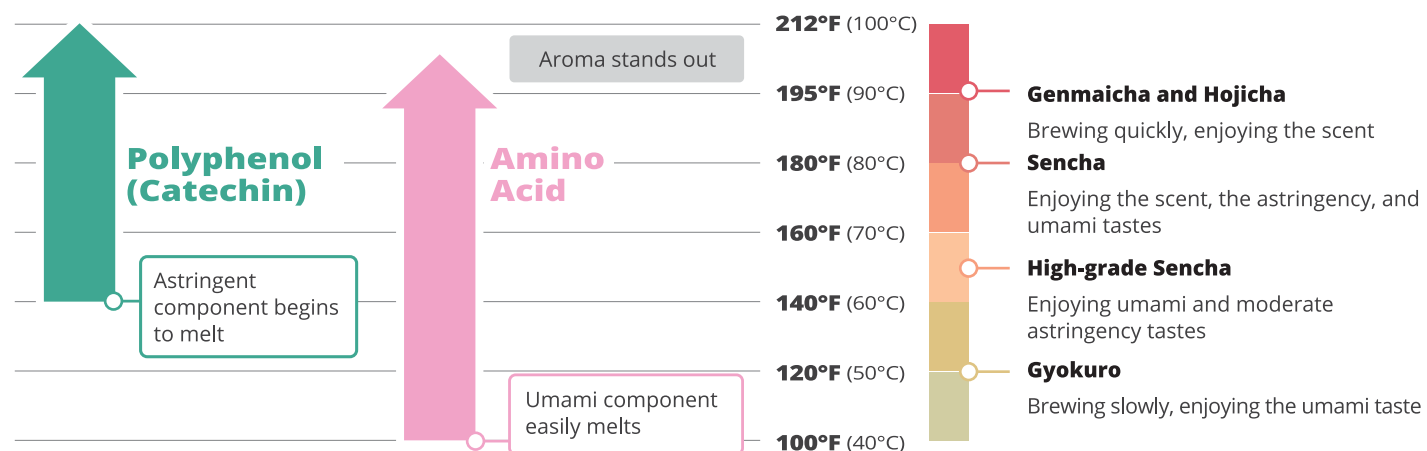 212°F (100°C)
Aroma stands out
195°F (90°C)
Genmaicha and Hojicha
Brewing quickly, enjoying the scent
Polyphenol
(Catechin)
Amino
Acid
180°F (80°C)
Sencha
Enjoying the scent, the astringency, and
umami tastes
160°F (70°C)
High-grade Sencha
Enjoying umami and moderate
astringency tastes
Astringent
component begins
to melt
140°F (60°C)
120°F (50°C)
Gyokuro
Brewing slowly, enjoying the umami taste
Umami component
easily melts
100°F (40°C)